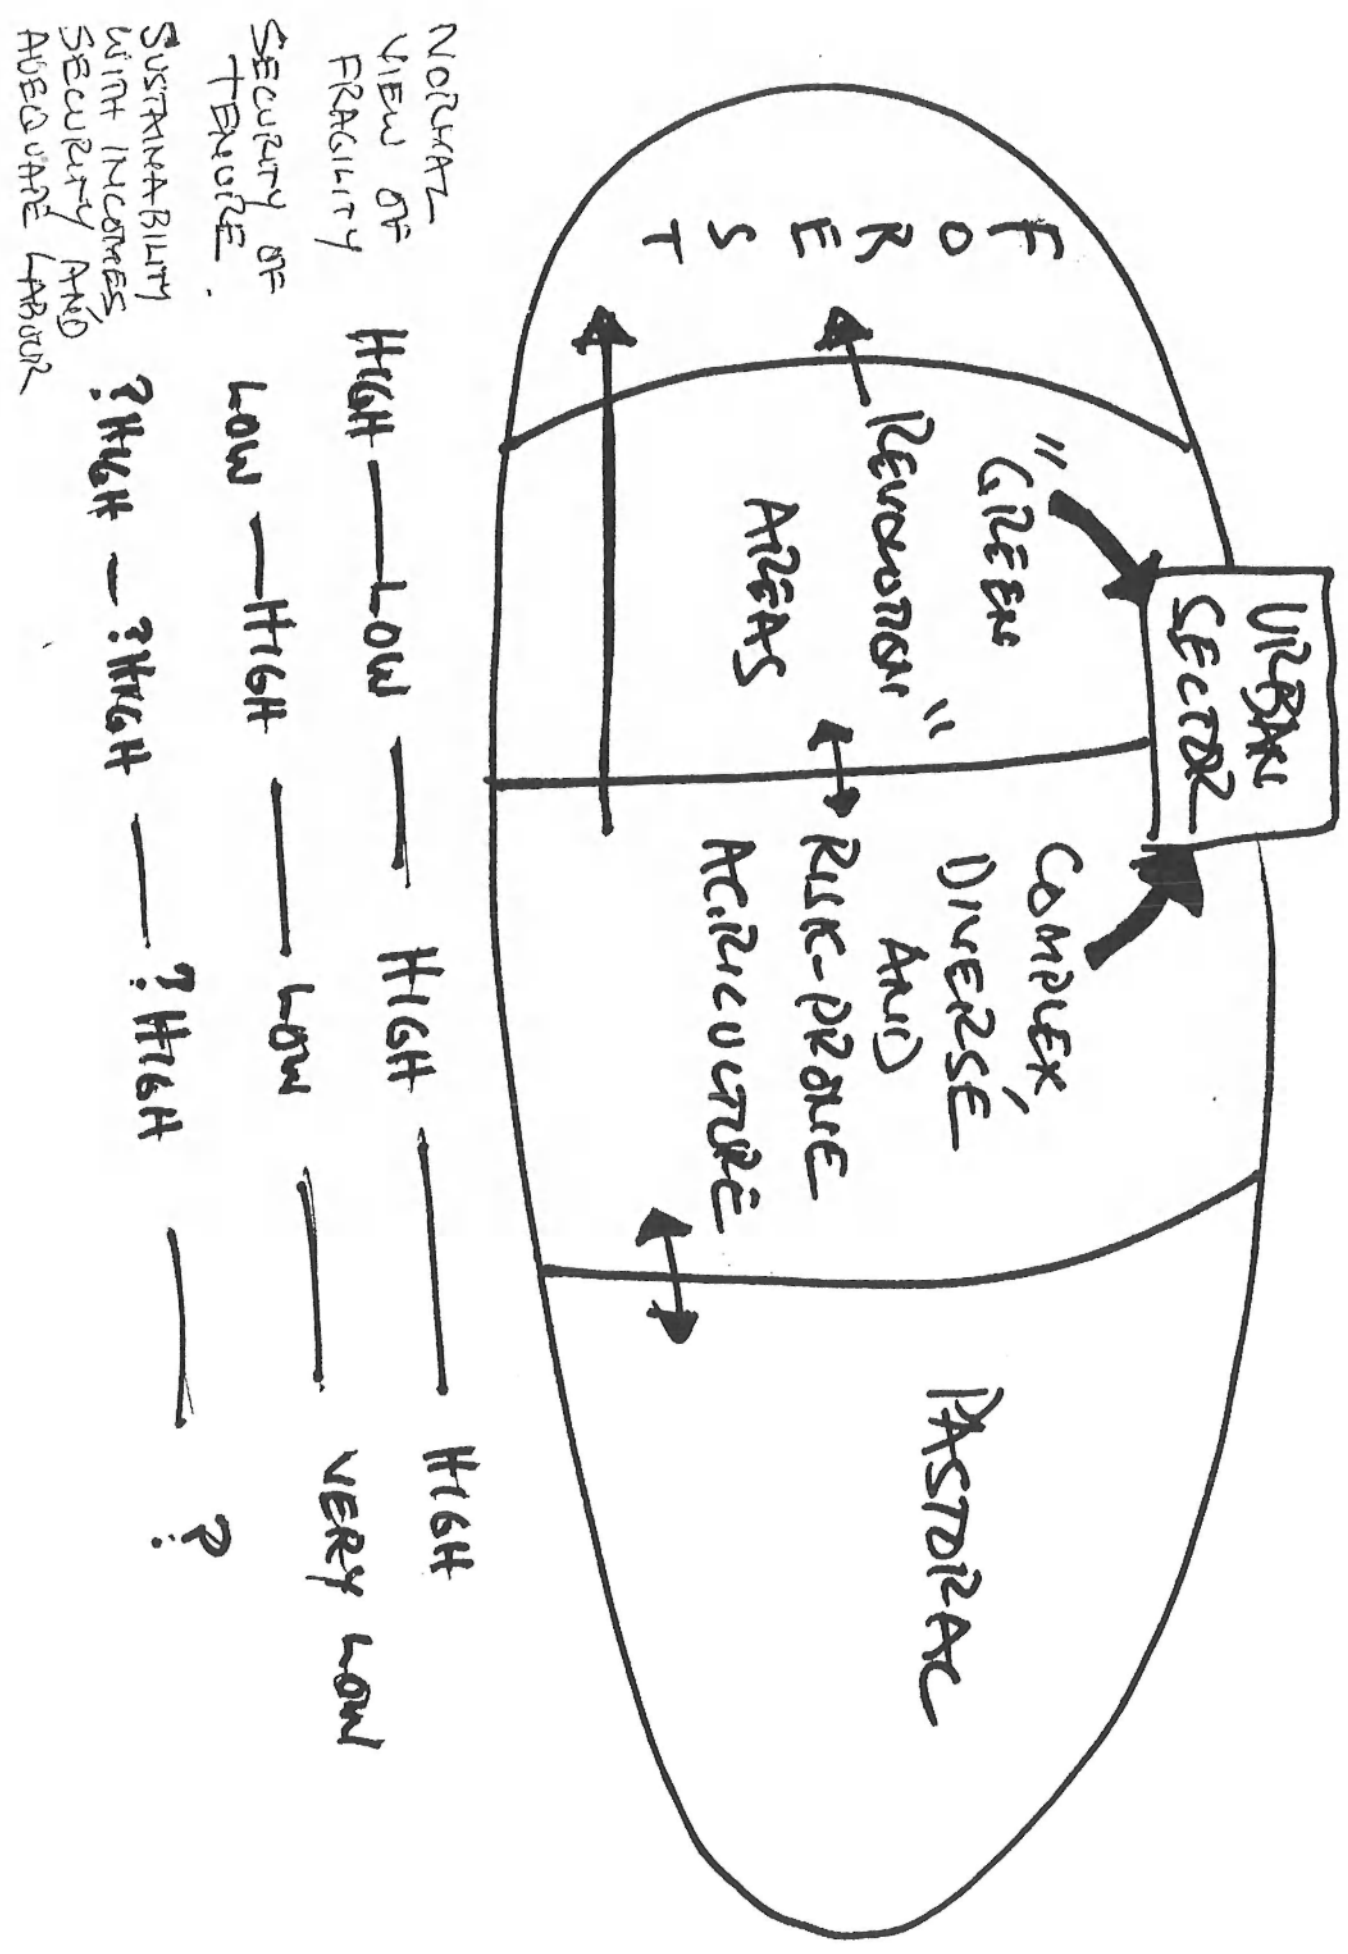 URBAN
SECTOR
F
O
R
E
S
T
"GREEN
REVOLUTION"
AREAS
COMPLEX,
DIVERSE
AND
RISK-PRONE
AGRICULTURE
PASTORAL
NORMAL
VIEW OF
FRAGILITY
HIGH — LOW — HIGH — HIGH
SECURITY OF
TENURE.
LOW — HIGH — LOW — VERY LOW
SUSTAINABILITY
WITH INCOMES
SECURITY AND
ADEQUATE LABOUR
?HIGH — ?HIGH — ?HIGH — ?